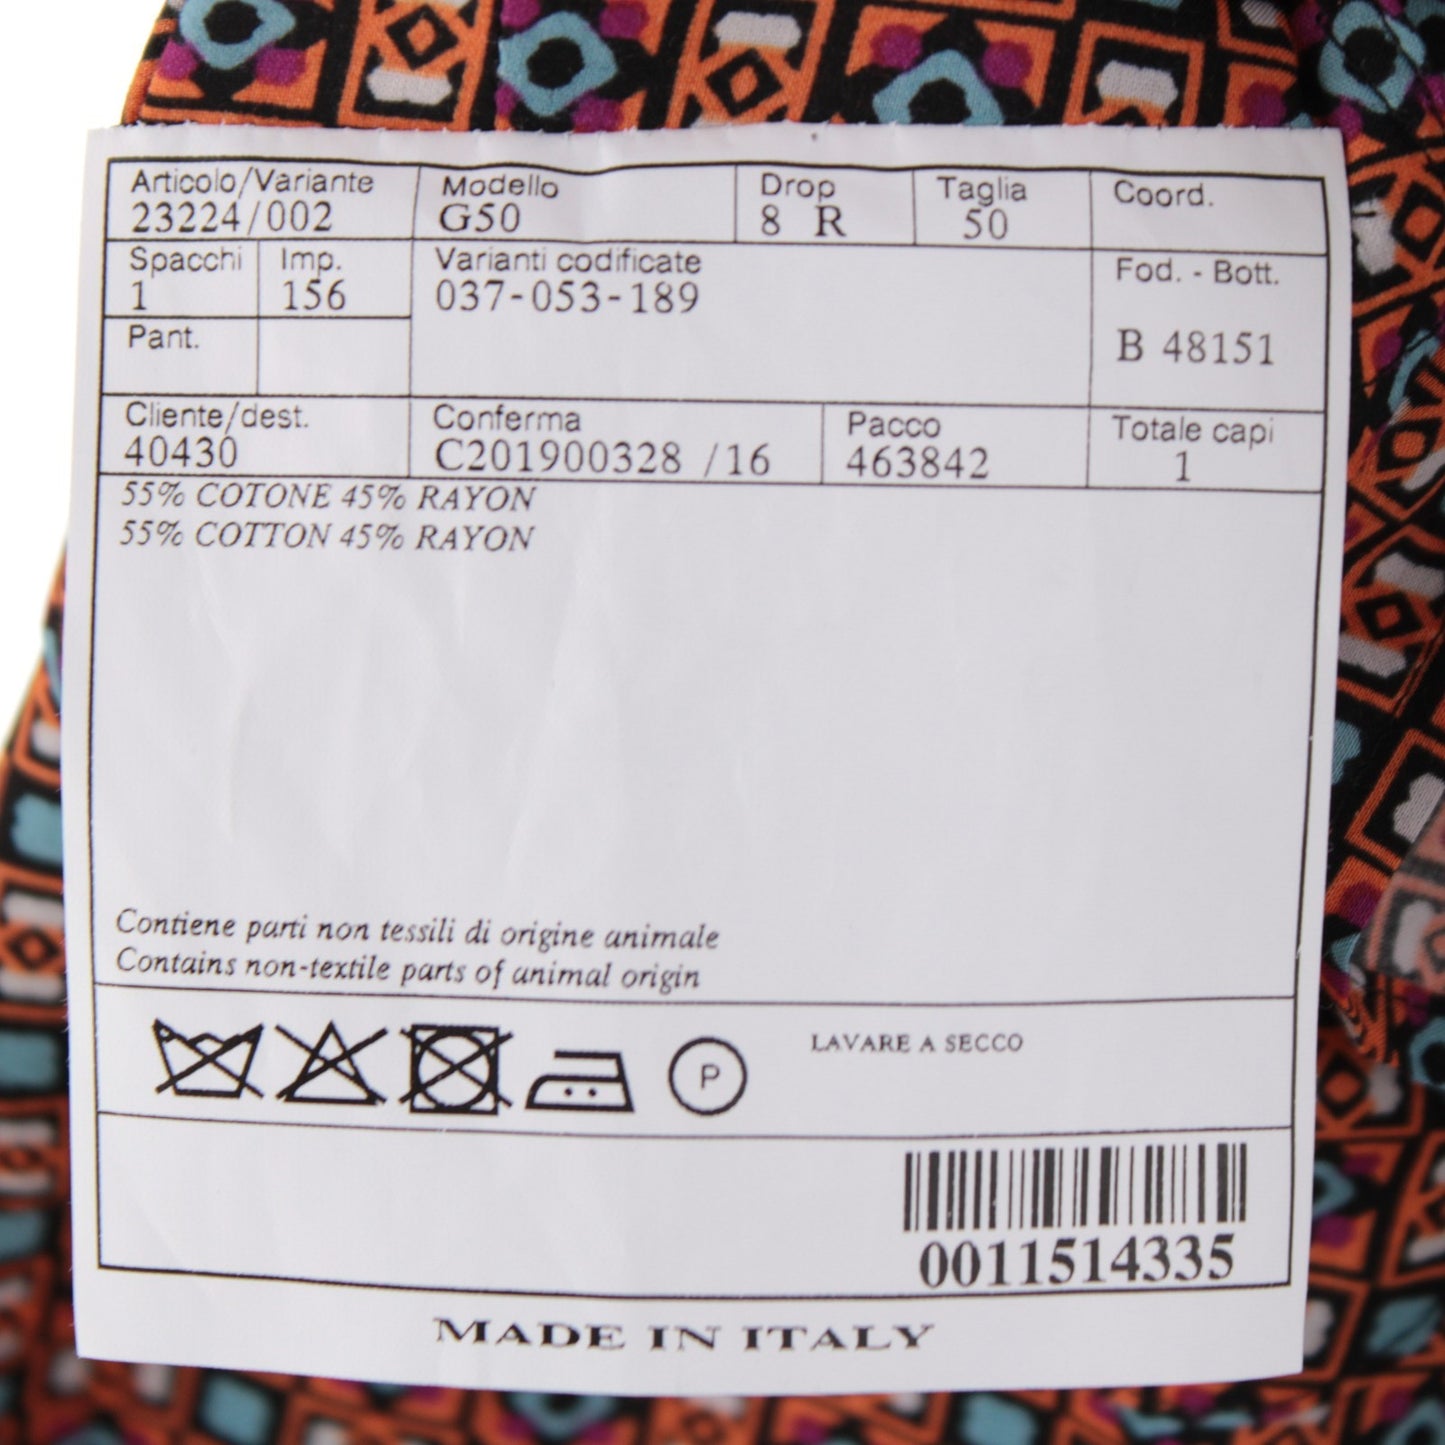 Articolo/Variante Modello Drop Taglia Coord.
23224/002 G50 8 R 50
Spacchi Imp. Varianti codificate Fod. - Bott.
1 156 037-053-189
Pant. B 48151
Cliente/dest. Conferma Pacco Totale capi
40430 C201900328 /16 463842 1
55% COTONE 45% RAYON
55% COTTON 45% RAYON
Contiene parti non tessili di origine animale
Contains non-textile parts of animal origin
P LAVARE A SECCO
0011514335
MADE IN ITALY